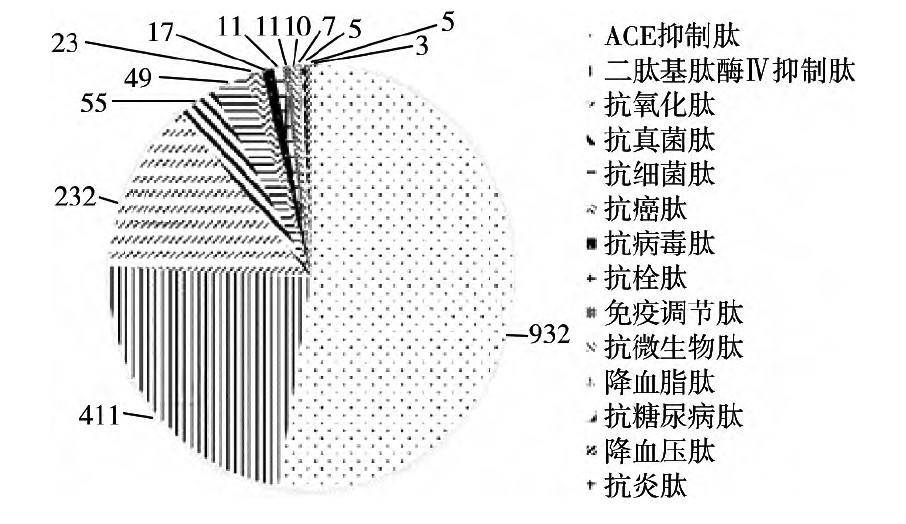 11 11 10 7 5 5
17 3
23
49
55
232
932
411
ACE抑制肽
二肽基肽酶Ⅳ抑制肽
抗氧化肽
抗真菌肽
抗细菌肽
抗癌肽
抗病毒肽
抗栓肽
免疫调节肽
抗微生物肽
降血脂肽
抗糖尿病肽
降血压肽
抗炎肽